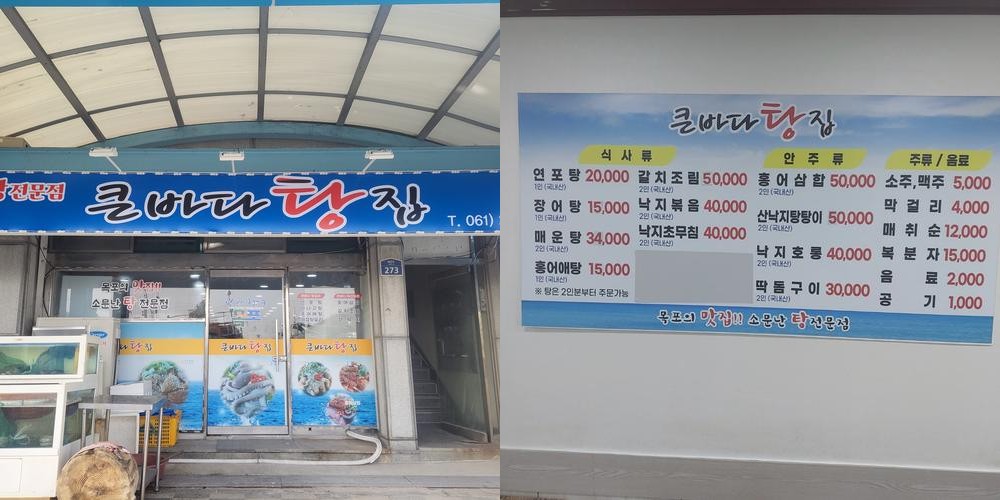 탕전문점
큰바다탕집
T. 061)
273
목포의 맛집!!
소문난 탕 전문점
큰바다탕집
큰바다탕집
큰바다탕집
식 사 류
연 포 탕 20,000
1인 (국내산)
장 어 탕 15,000
1인 (국내산)
매 운 탕 34,000
2인 (국내산)
홍어애탕 15,000
1인 (국내산)
※ 탕은 2인분부터 주문가능
갈치조림 50,000
2인 (국내산)
낙지볶음 40,000
2인 (국내산)
낙지초무침 40,000
2인 (국내산)
안 주 류
홍어삼합 50,000
2인 (국내산)
산낙지탕탕이 50,000
2인 (국내산)
낙지호롱 40,000
2인 (국내산)
딱돔구이 30,000
2인 (국내산)
주류 / 음료
소주,맥주 5,000
막 걸 리 4,000
매 취 순 12,000
복 분 자 15,000
음 료 2,000
공 기 1,000
목포의 맛집!! 소문난 탕전문점